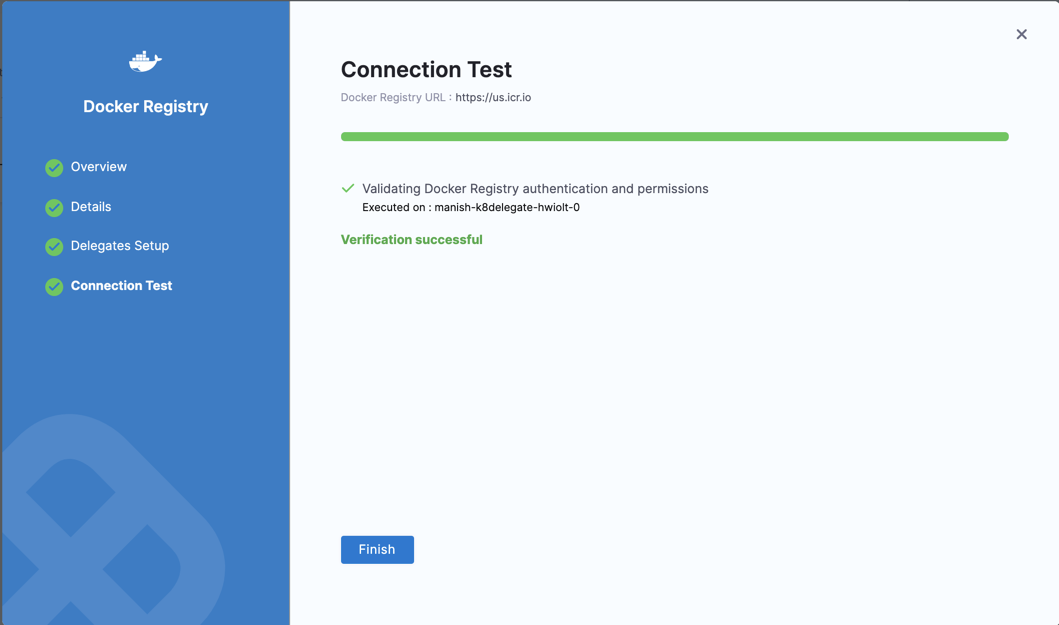 Docker Registry
Overview
Details
Delegates Setup
Connection Test
Connection Test
Docker Registry URL : https://us.icr.io
Validating Docker Registry authentication and permissions
Executed on : manish-k8delegate-hwiolt-0
Verification successful
Finish